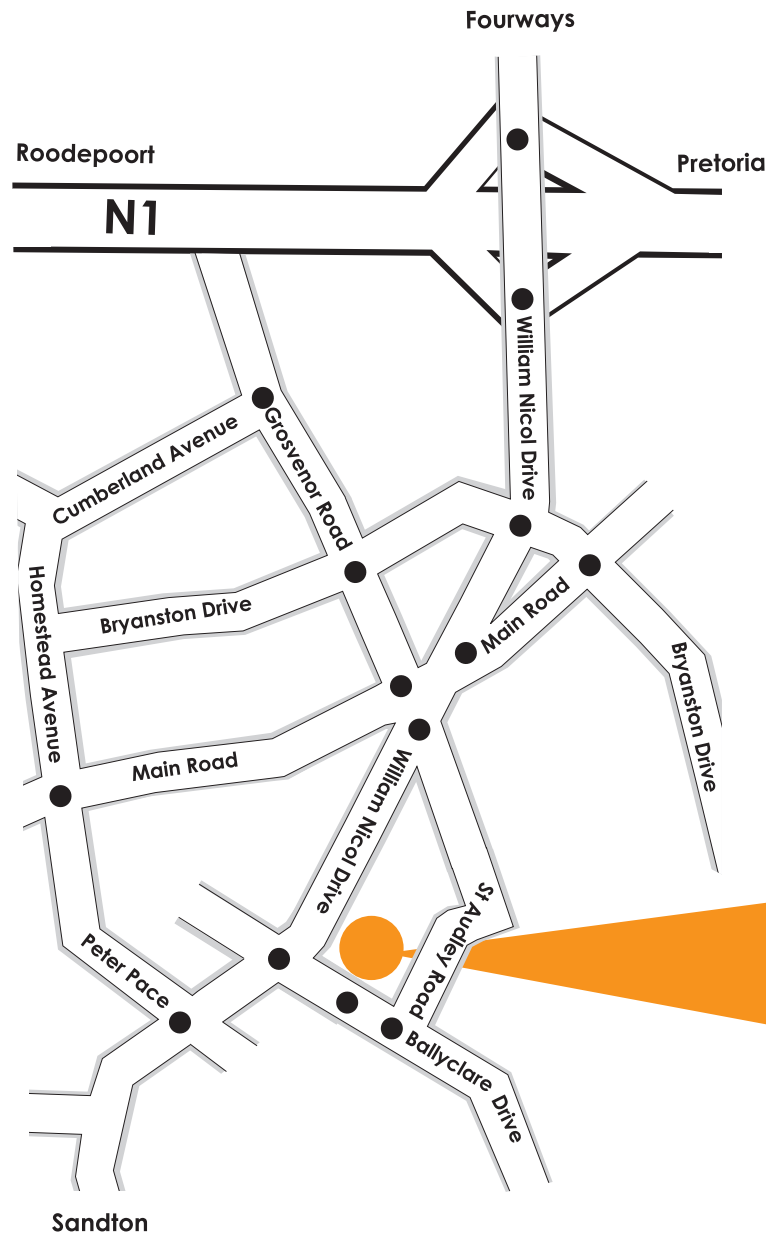 Fourways
Roodepoort
Pretoria
N1
William Nicol Drive
Cumberland Avenue
Grosvenor Road
Homestead Avenue
Bryanston Drive
Main Road
Bryanston Drive
Main Road
William Nicol Drive
St Audley Road
Peter Pace
Ballyclare Drive
Sandton